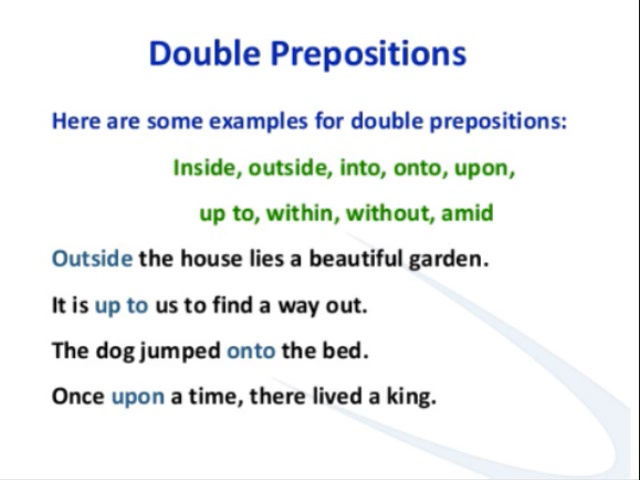 Double Prepositions
Here are some examples for double prepositions:
Inside, outside, into, onto, upon,
up to, within, without, amid
Outside the house lies a beautiful garden.
It is up to us to find a way out.
The dog jumped onto the bed.
Once upon a time, there lived a king.